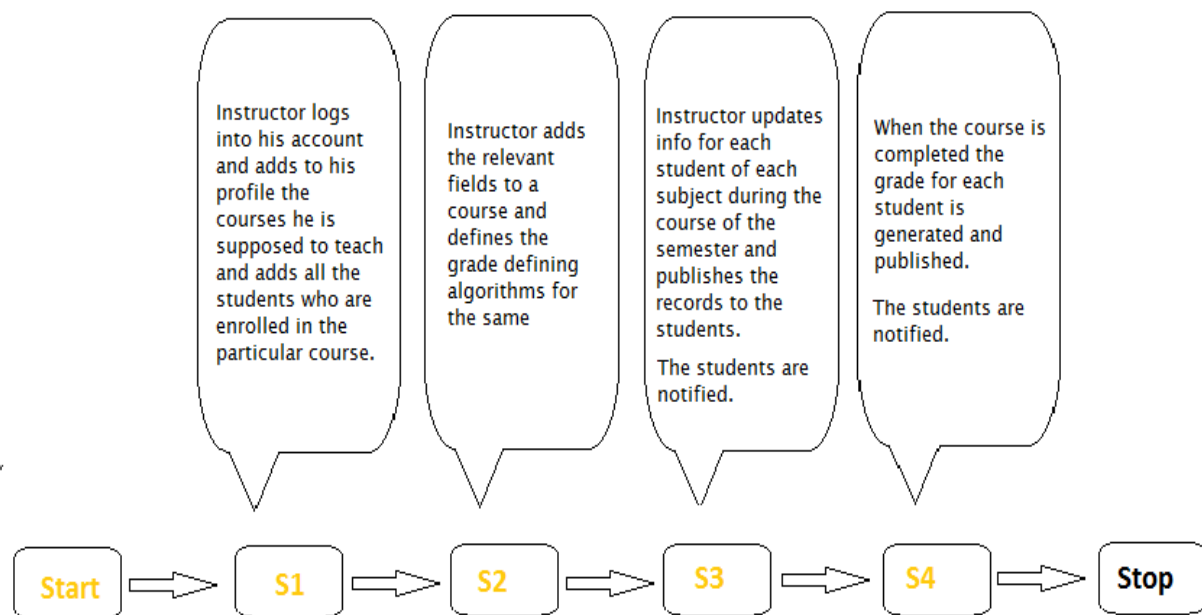 Instructor logs
into his account
and adds to his
profile the
courses he is
supposed to teach
and adds all the
students who are
enrolled in the
particular course.
Instructor adds
the relevant
fields to a
course and
defines the
grade defining
algorithms for
the same
Instructor updates
info for each
student of each
subject during the
course of the
semester and
publishes the
records to the
students.
The students are
notified.
When the course is
completed the
grade for each
student is
generated and
published.
The students are
notified.
Start
S1
S2
S3
S4
Stop